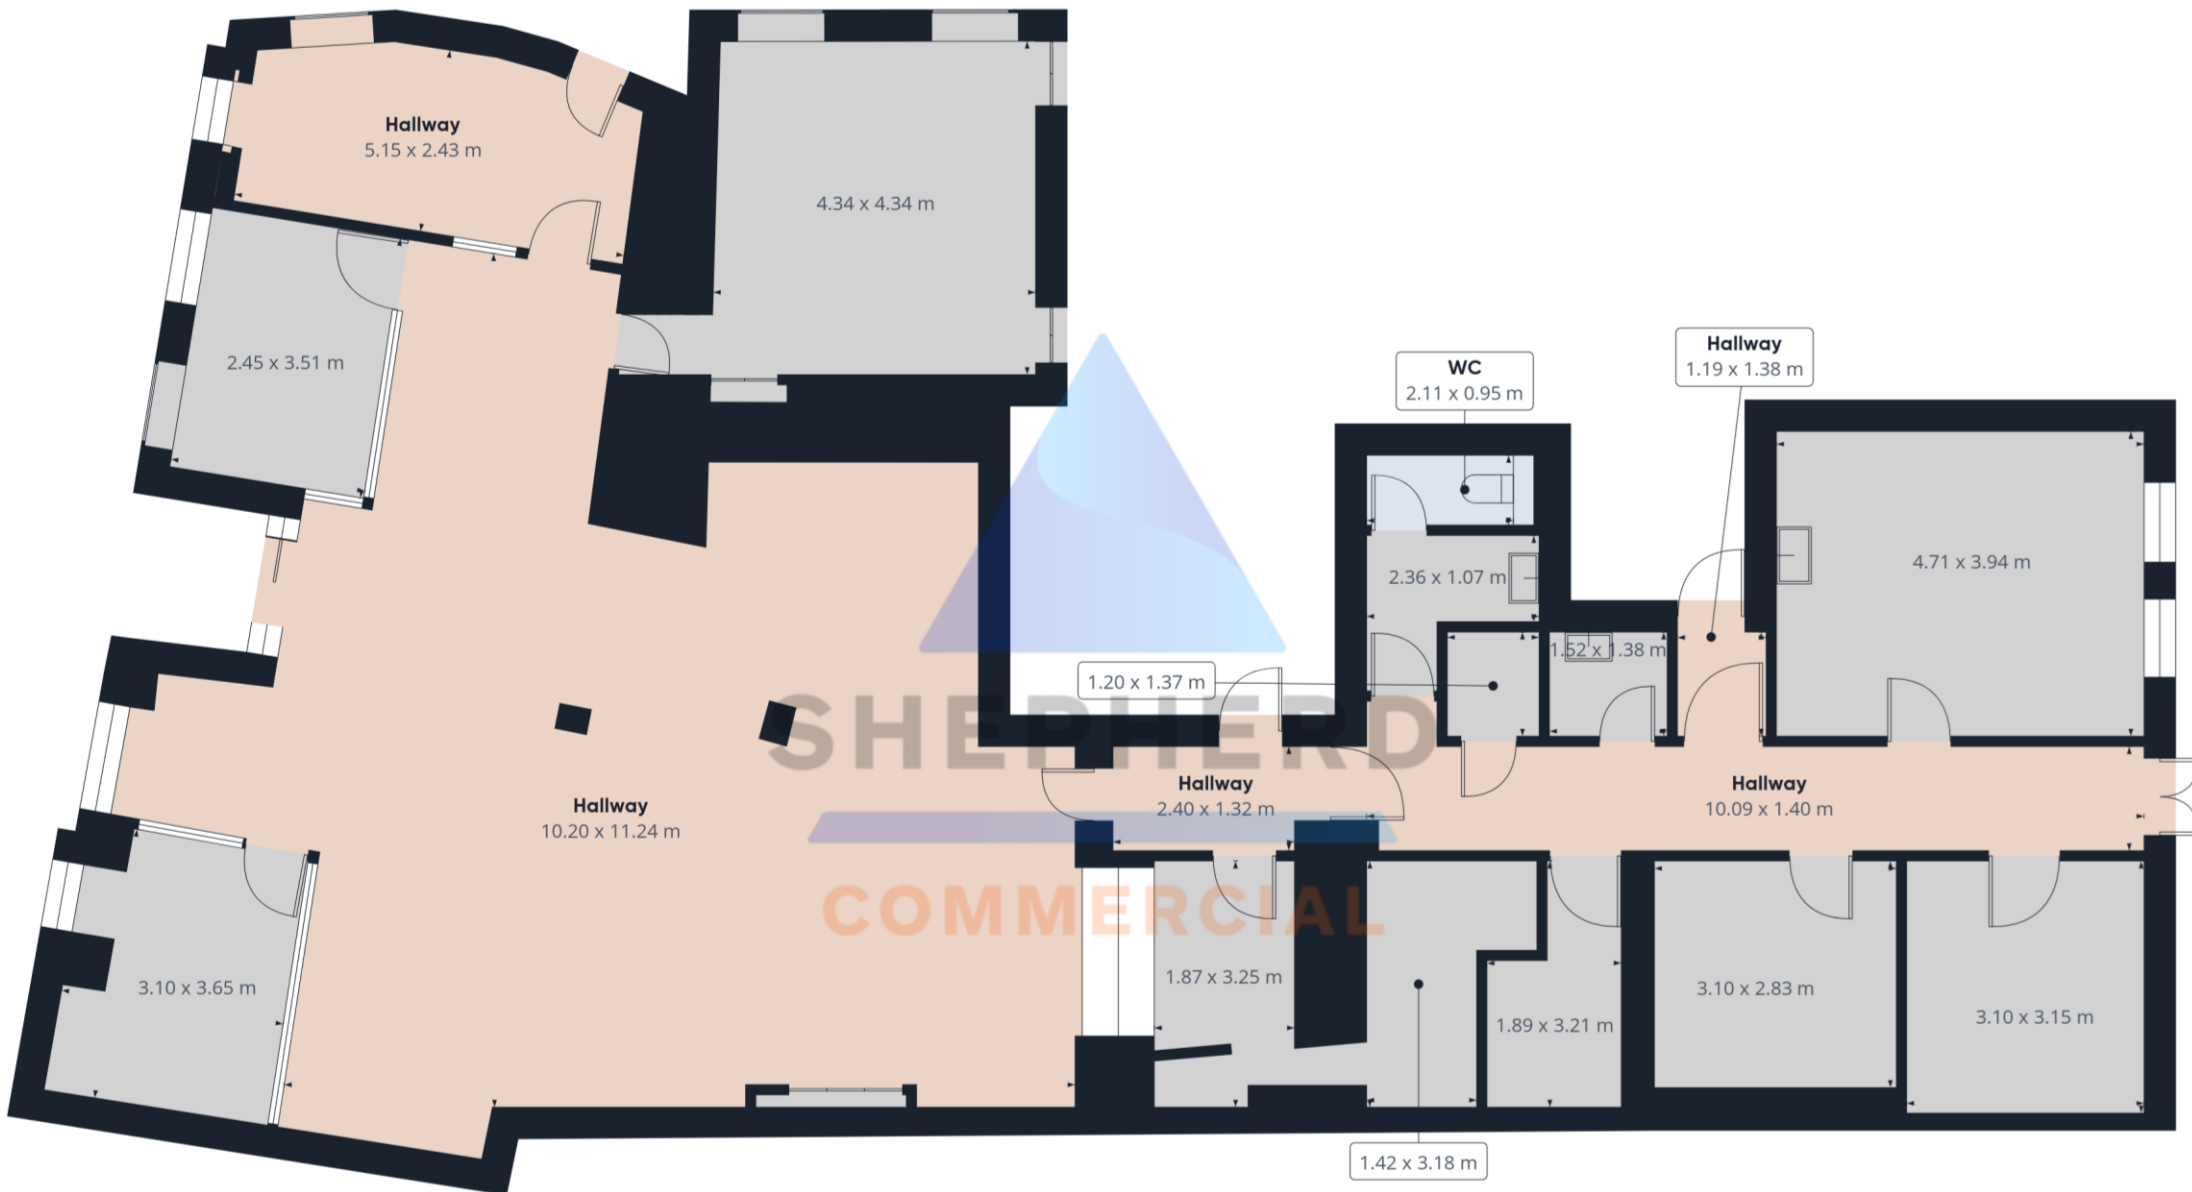 Hallway
5.15 x 2.43 m
4.34 x 4.34 m
2.45 x 3.51 m
WC
2.11 x 0.95 m
Hallway
1.19 x 1.38 m
4.71 x 3.94 m
2.36 x 1.07 m
1.52 x 1.38 m
1.20 x 1.37 m
SHEPHERD
Hallway
10.20 x 11.24 m
Hallway
2.40 x 1.32 m
Hallway
10.09 x 1.40 m
COMMERCIAL
3.10 x 3.65 m
1.87 x 3.25 m
1.89 x 3.21 m
3.10 x 2.83 m
3.10 x 3.15 m
1.42 x 3.18 m